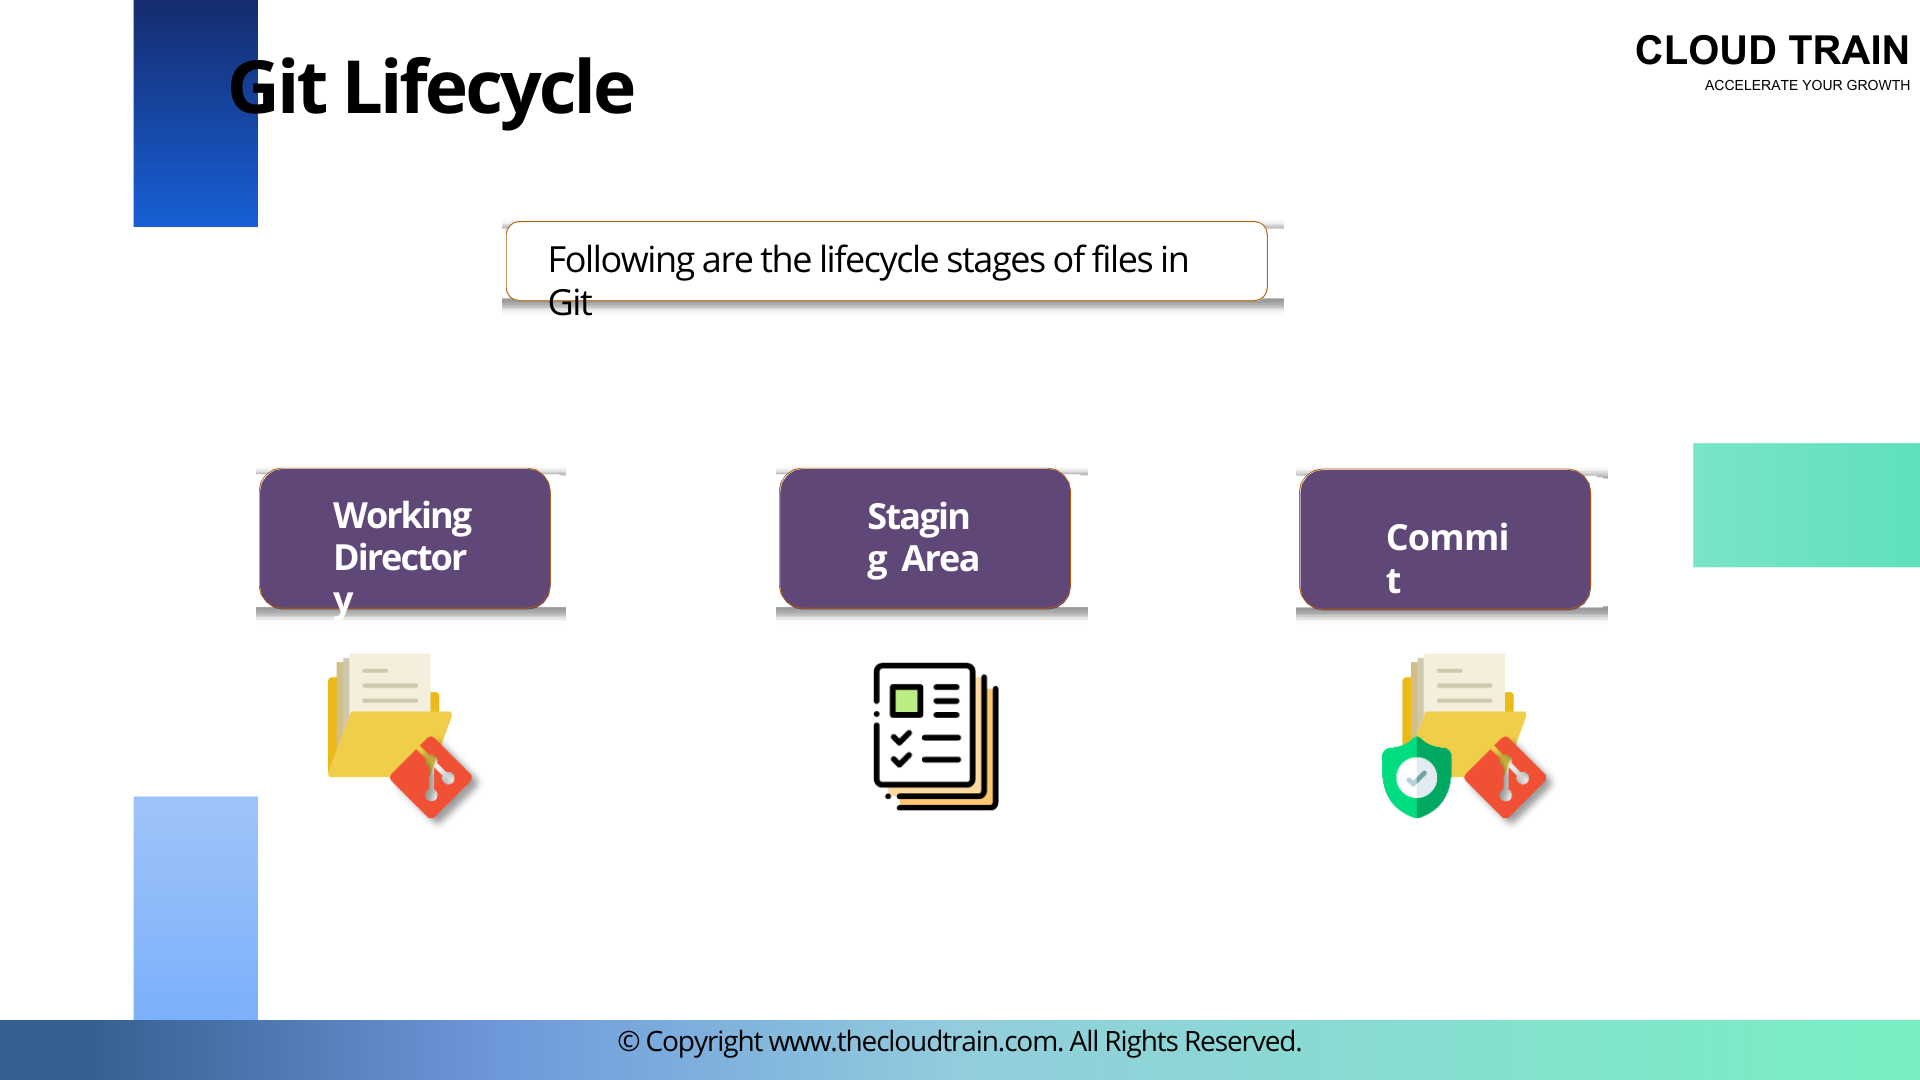 Git Lifecycle
CLOUD TRAIN
ACCELERATE YOUR GROWTH
Following are the lifecycle stages of files in
Git
Working
Director
y
Stagin
g Area
Commi
t
© Copyright www.thecloudtrain.com. All Rights Reserved.